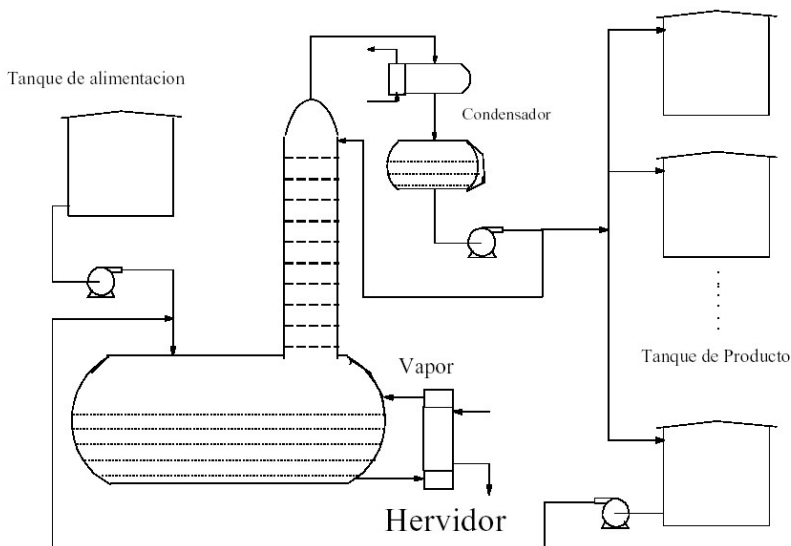 Tanque de alimentacion
Condensador
Vapor
Tanque de Producto
Hervidor